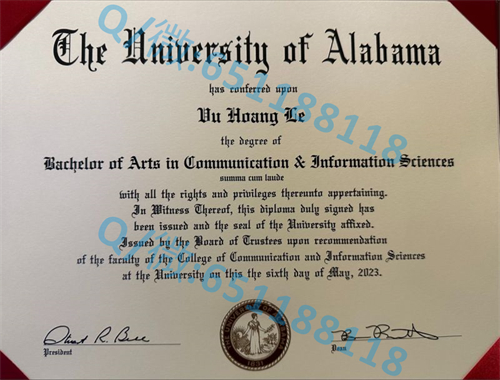 The University of Alabama
has conferred upon
Vu Hoang Le
the degree of
Bachelor of Arts in Communication & Information Sciences
summa cum laude
with all the rights and privileges thereunto appertaining.
In Witness Thereof, this diploma duly signed has
been issued and the seal of the University affixed.
Issued by the Board of Trustees upon recommendation
of the faculty of the College of Communication and Information Sciences
at the University on this the sixth day of May, 2023.
Stuart R. Bell
President
Dean
1831
Q/微:651188118
Q/微:651188118